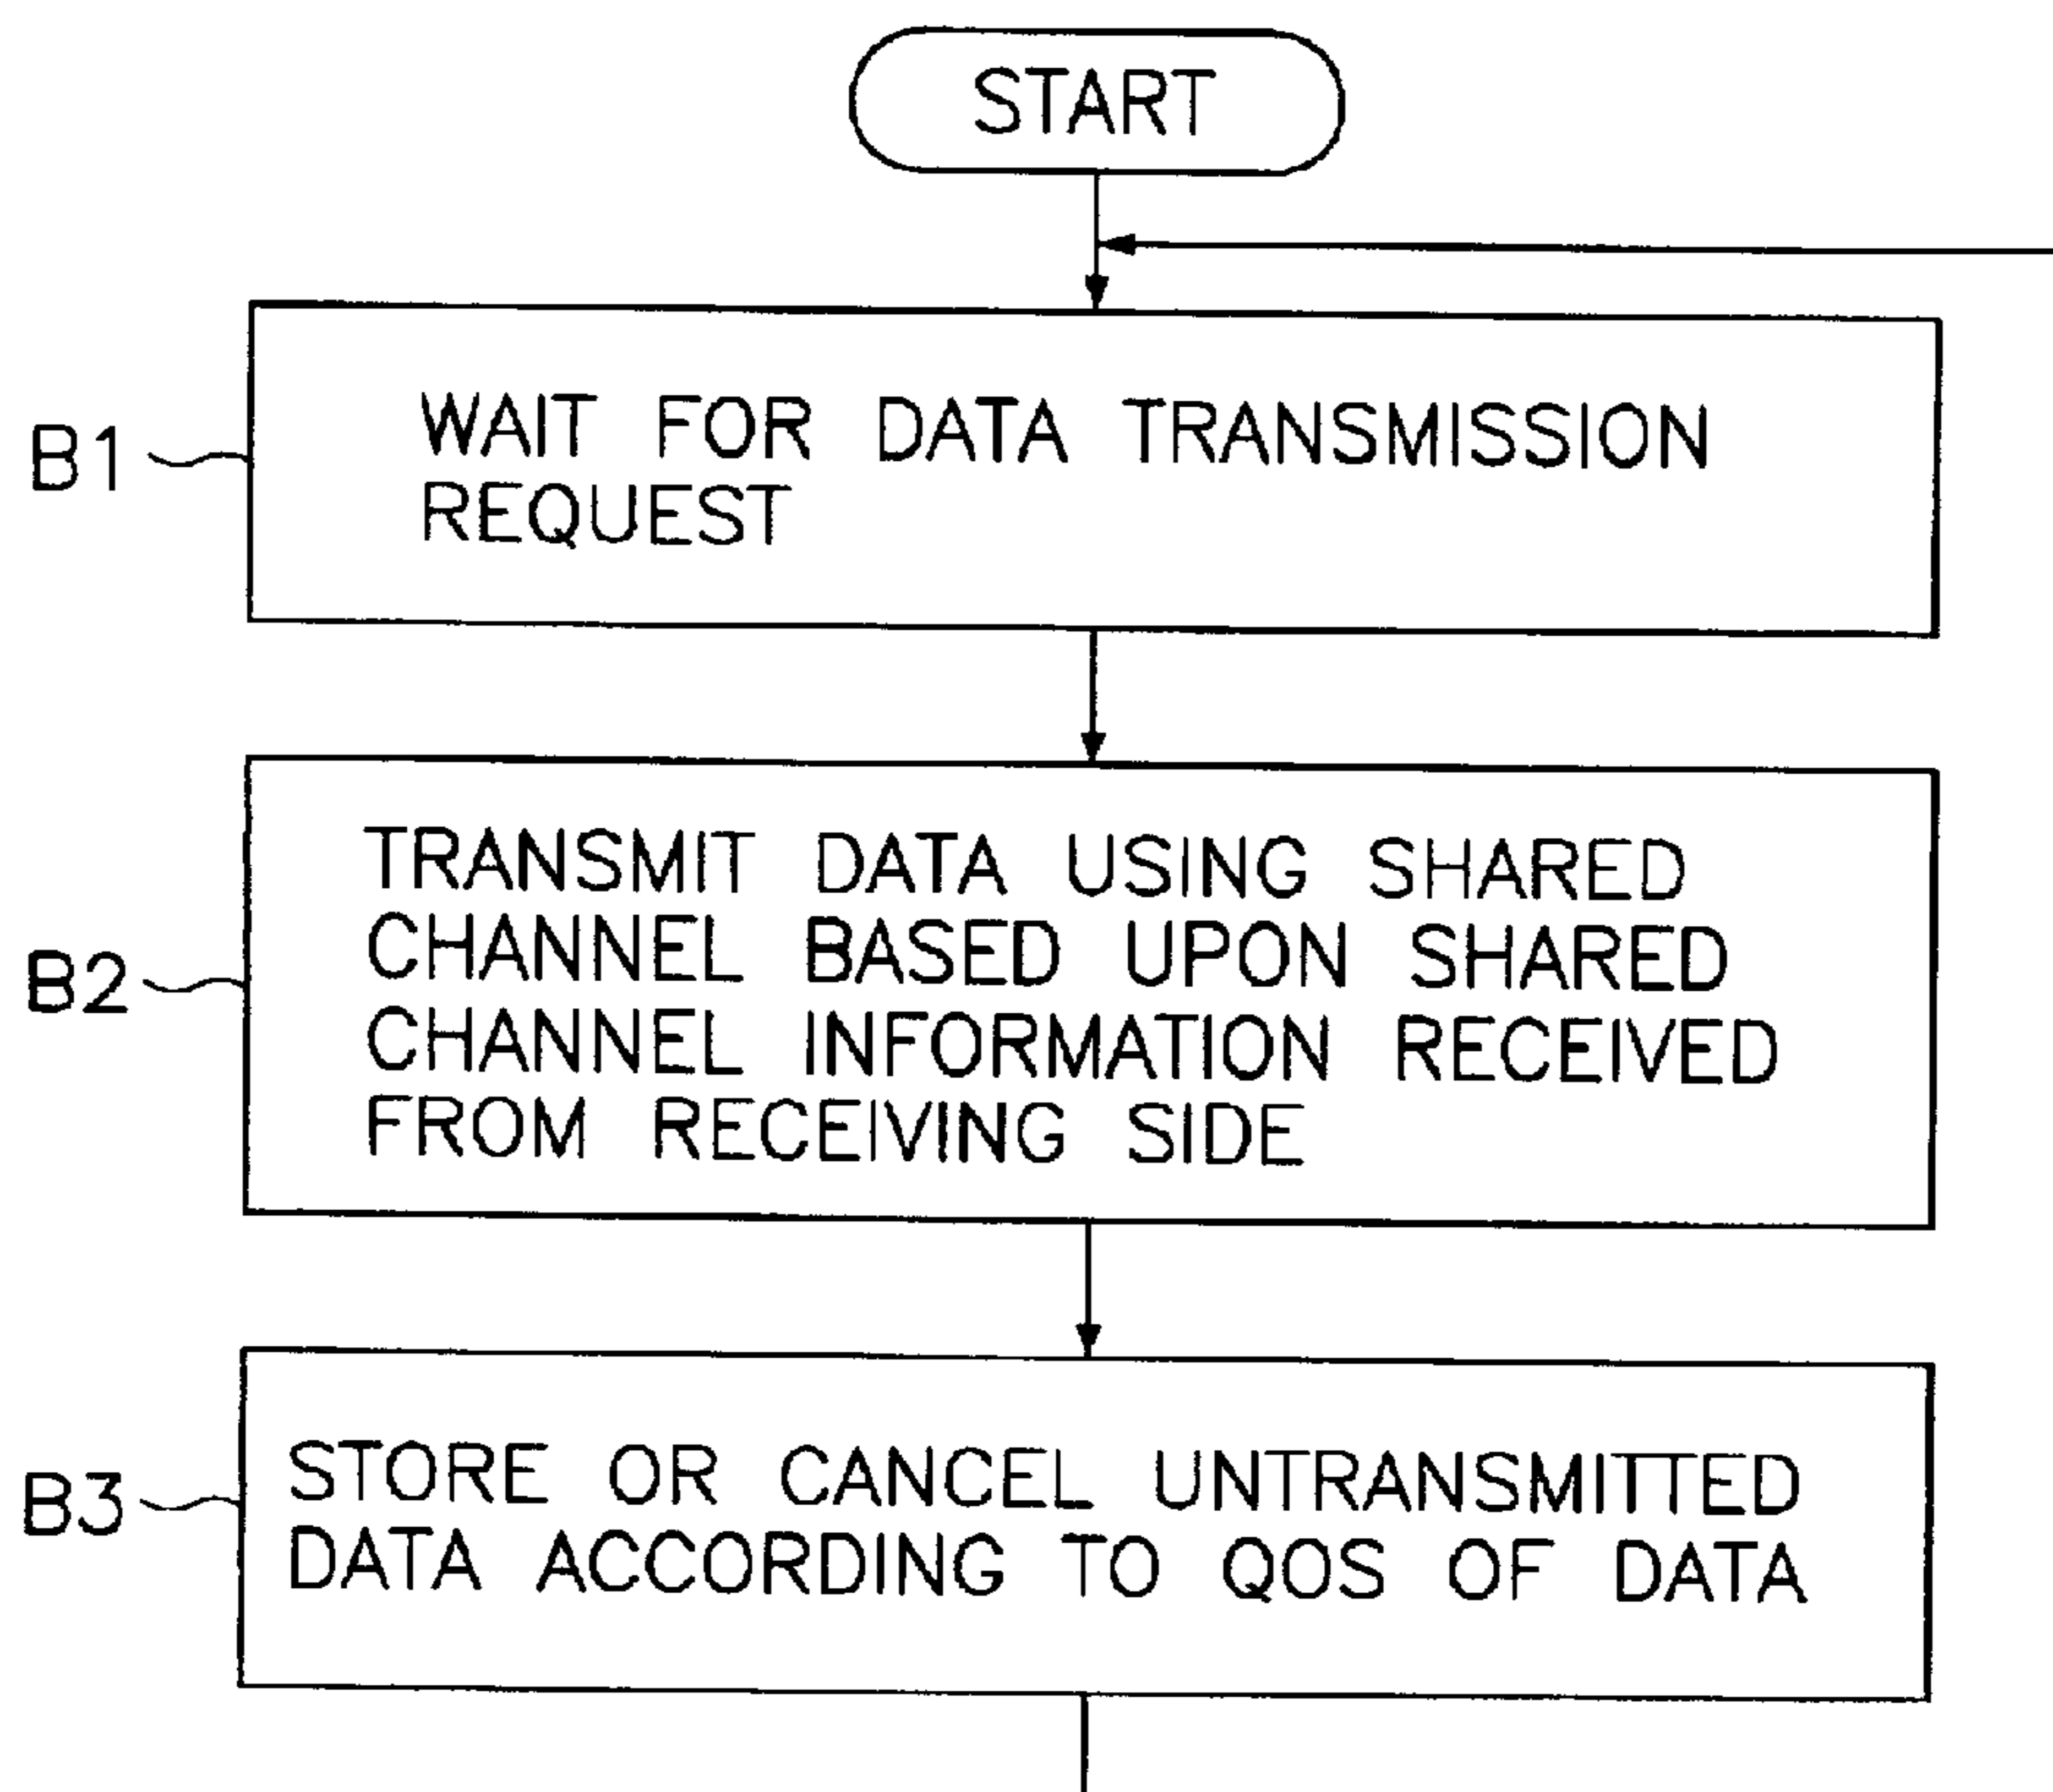 START
B1
WAIT FOR DATA TRANSMISSION
REQUEST
B2
TRANSMIT DATA USING SHARED
CHANNEL BASED UPON SHARED
CHANNEL INFORMATION RECEIVED
FROM RECEIVING SIDE
B3
STORE OR CANCEL UNTRANSMITTED
DATA ACCORDING TO QOS OF DATA